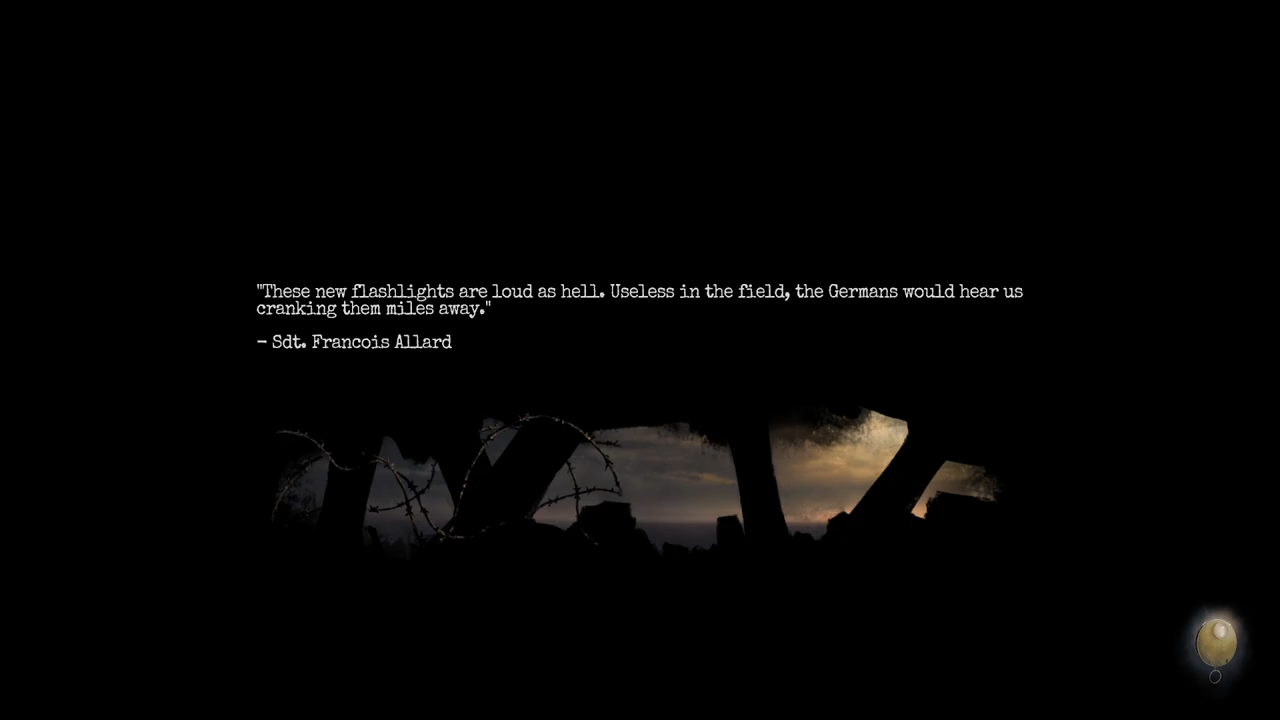 "These new flashlights are loud as hell. Useless in the field, the Germans would hear us
cranking them miles away."
- Sdt. Francois Allard